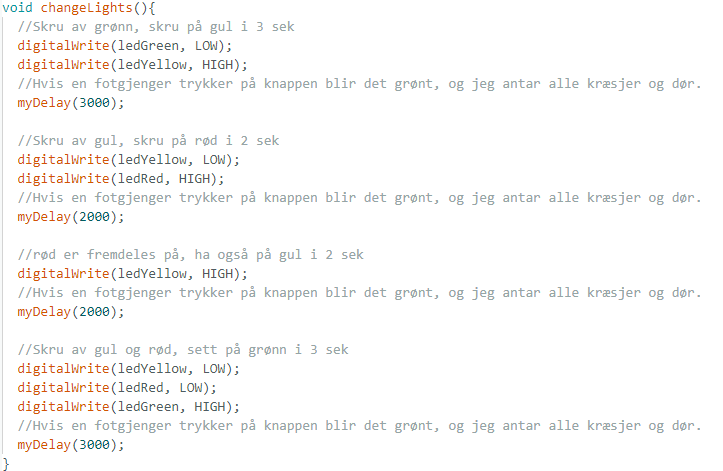 void changeLights(){
//Skru av grønn, skru på gul i 3 sek
digitalWrite(ledGreen, LOW);
digitalWrite(ledYellow, HIGH);
//Hvis en fotgjenger trykker på knappen blir det grønt, og jeg antar alle kræsjer og dør.
myDelay(3000);

//Skru av gul, skru på rød i 2 sek
digitalWrite(ledYellow, LOW);
digitalWrite(ledRed, HIGH);
//Hvis en fotgjenger trykker på knappen blir det grønt, og jeg antar alle kræsjer og dør.
myDelay(2000);

//rød er fremdeles på, ha også på gul i 2 sek
digitalWrite(ledYellow, HIGH);
//Hvis en fotgjenger trykker på knappen blir det grønt, og jeg antar alle kræsjer og dør.
myDelay(2000);

//Skru av gul og rød, sett på grønn i 3 sek
digitalWrite(ledYellow, LOW);
digitalWrite(ledRed, LOW);
digitalWrite(ledGreen, HIGH);
//Hvis en fotgjenger trykker på knappen blir det grønt, og jeg antar alle kræsjer og dør.
myDelay(3000);
}